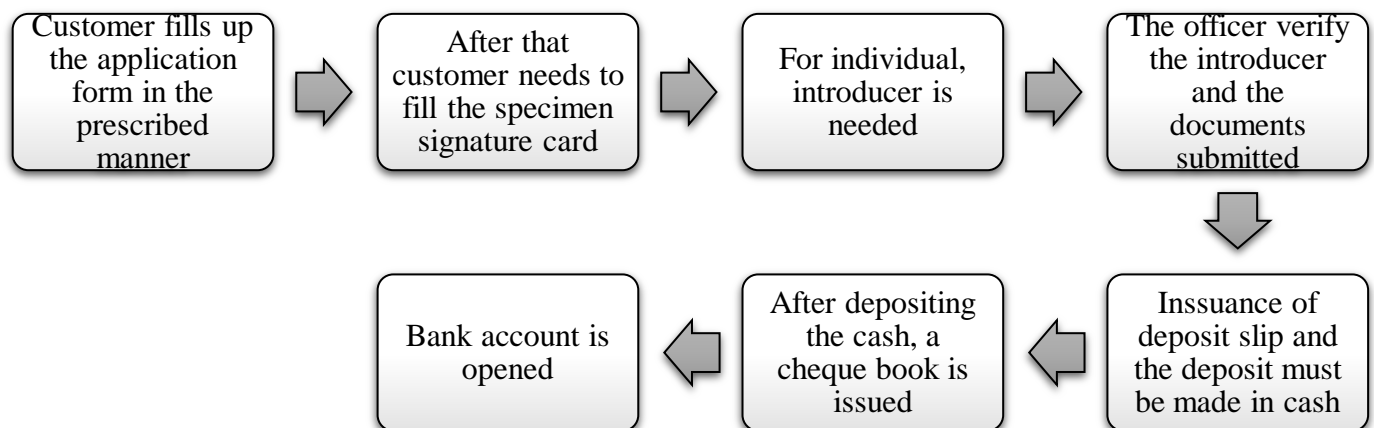 Customer fills up
the application
form in the
prescribed
manner
After that
customer needs to
fill the specimen
signature card
For individual,
introducer is
needed
The officer verify
the introducer
and the
documents
submitted
Inssuance of
deposit slip and
the deposit must
be made in cash
After depositing
the cash, a
cheque book is
issued
Bank account is
opened